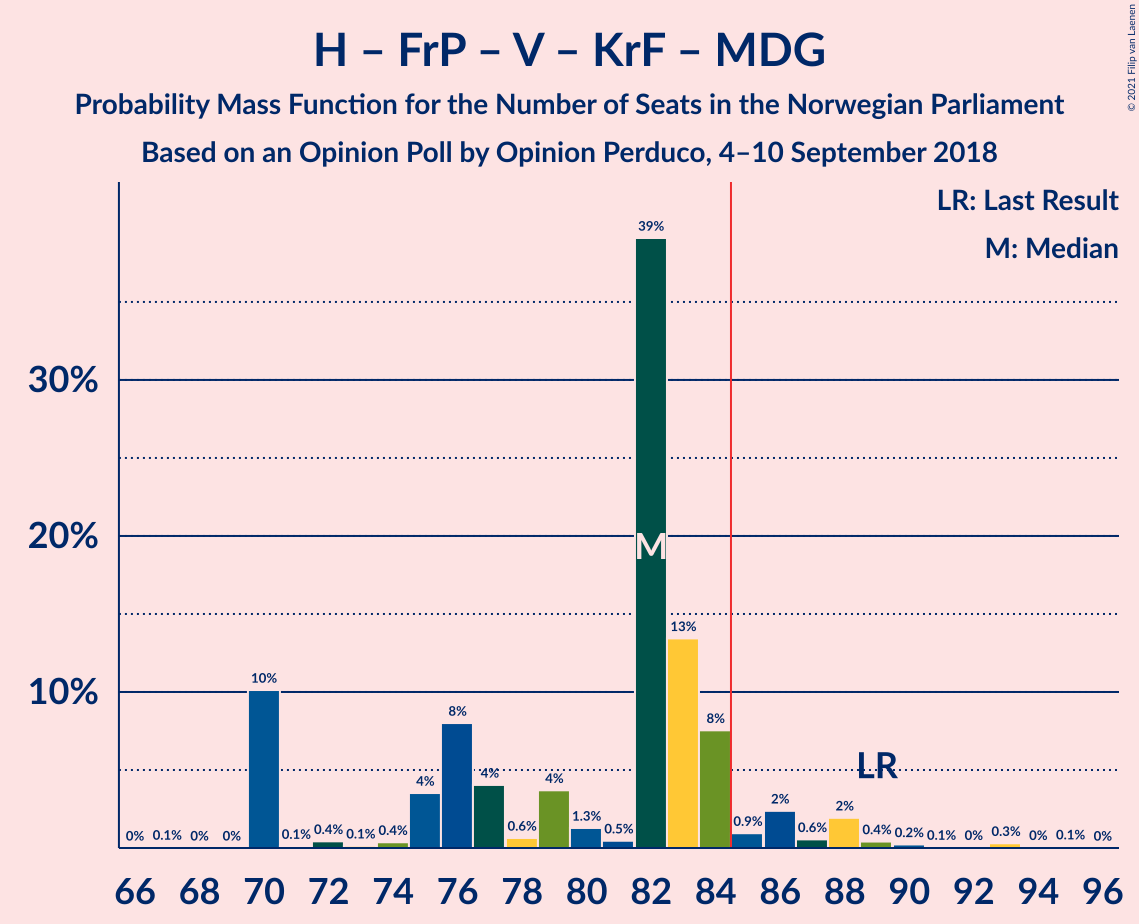 H – FrP – V – KrF – MDG
Probability Mass Function for the Number of Seats in the Norwegian Parliament
Based on an Opinion Poll by Opinion Perduco, 4–10 September 2018
© 2021 Filip van Laenen
LR: Last Result
M: Median
30%
20%
10%
0% 0.1% 0% 0% 10% 0.1% 0.4% 0.1% 0.4% 4% 8% 4% 0.6% 4% 1.3% 0.5% 39% 13% 8% 0.9% 2% 0.6% 2% 0.4% 0.2% 0.1% 0% 0.3% 0% 0.1% 0%
M
LR
66 68 70 72 74 76 78 80 82 84 86 88 90 92 94 96